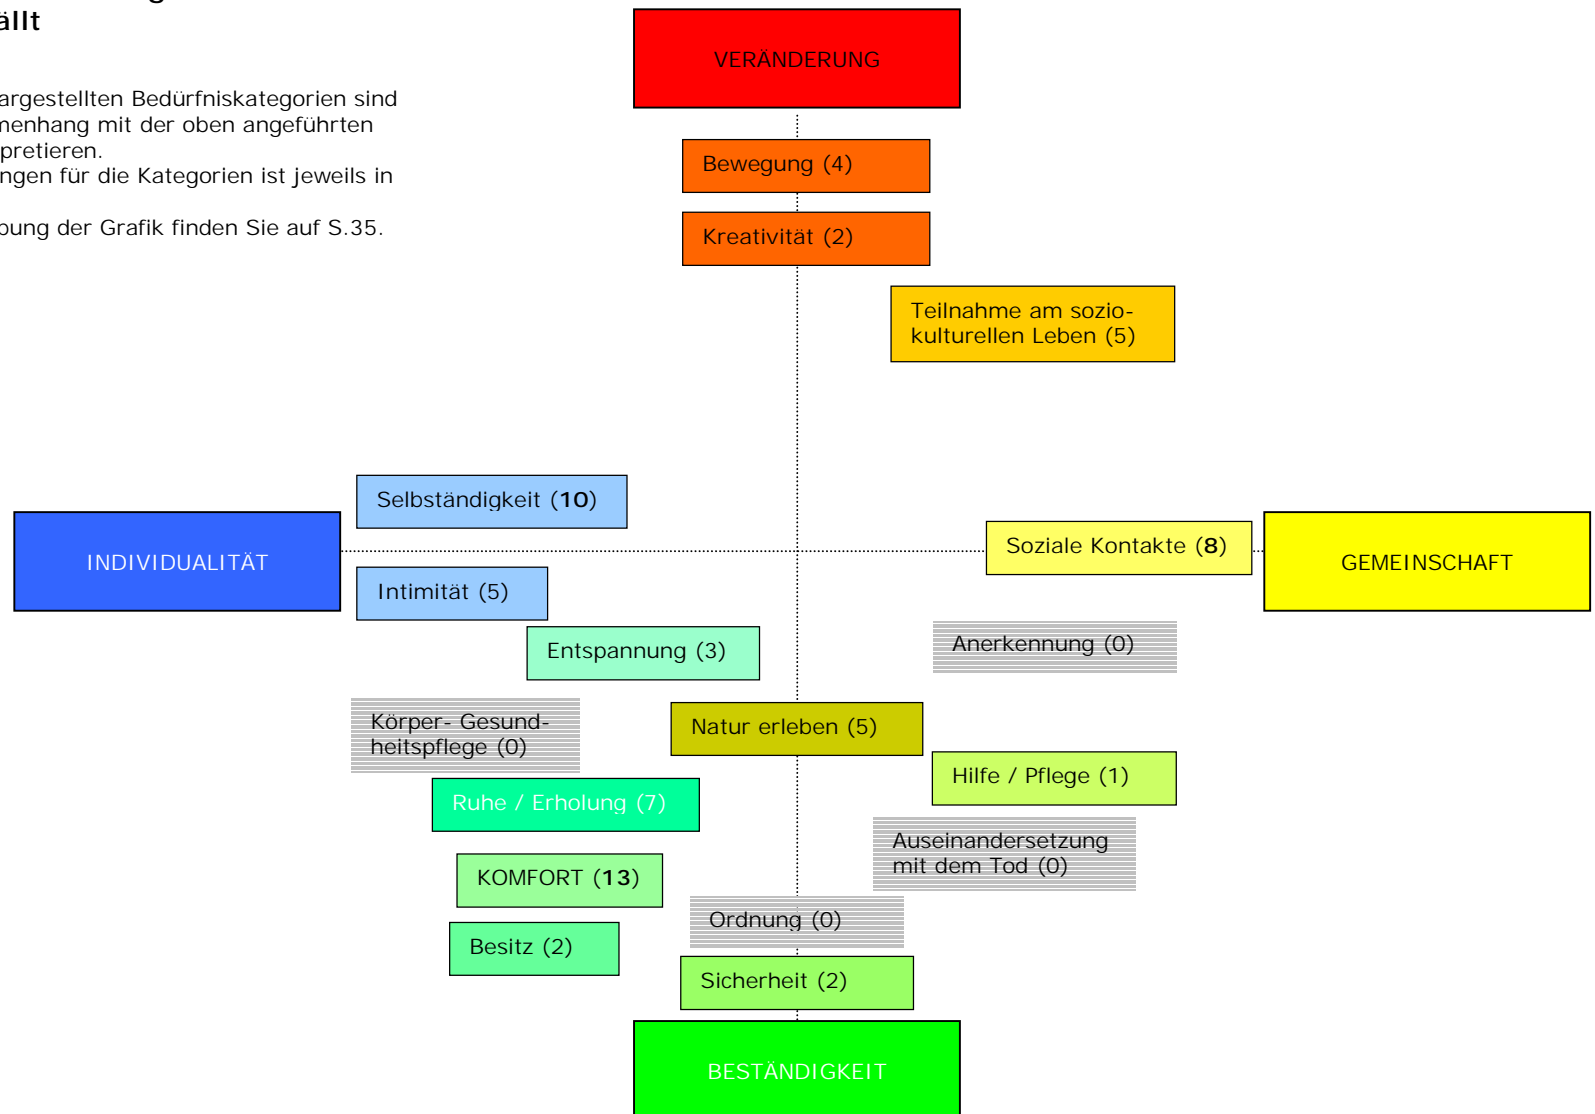 ällt
VERÄNDERUNG
argestellten Bedürfniskategorien sind
menhang mit der oben angeführten
pretieren.
ngen für die Kategorien ist jeweils in
bung der Grafik finden Sie auf S.35.
Bewegung (4)
Kreativität (2)
Teilnahme am sozio-
kulturellen Leben (5)
Selbständigkeit (10)
INDIVIDUALITÄT
Soziale Kontakte (8)
GEMEINSCHAFT
Intimität (5)
Entspannung (3)
Anerkennung (0)
Körper- Gesund-
heitspflege (0)
Natur erleben (5)
Hilfe / Pflege (1)
Ruhe / Erholung (7)
Auseinandersetzung
mit dem Tod (0)
KOMFORT (13)
Ordnung (0)
Besitz (2)
Sicherheit (2)
BESTÄNDIGKEIT